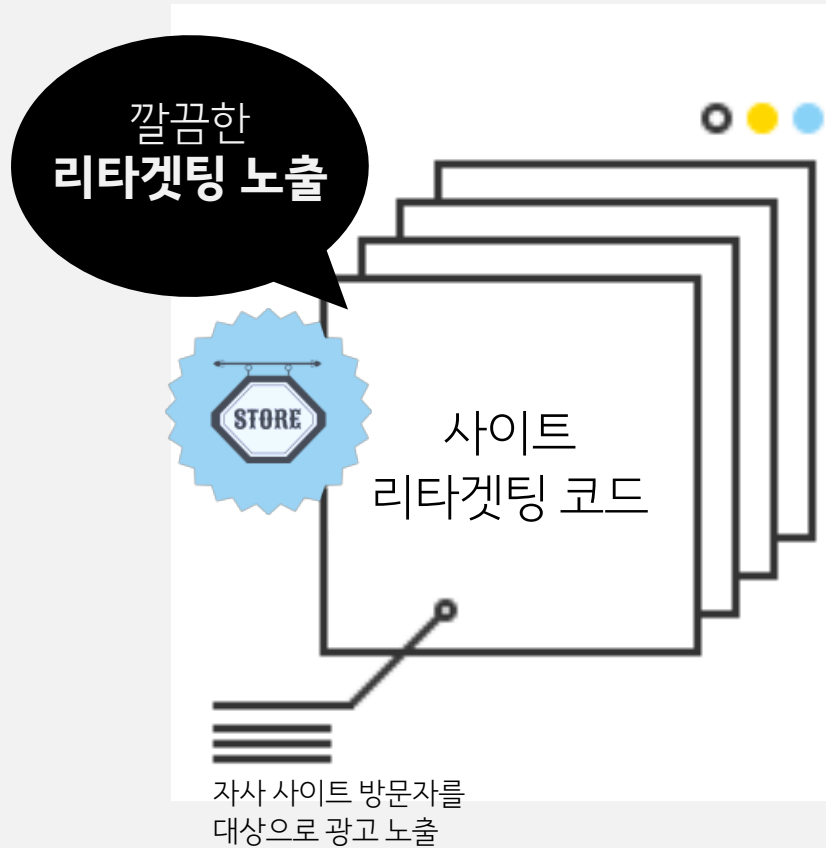 깔끔한
리타겟팅 노출
STORE
사이트
리타겟팅 코드
자사 사이트 방문자를
대상으로 광고 노출